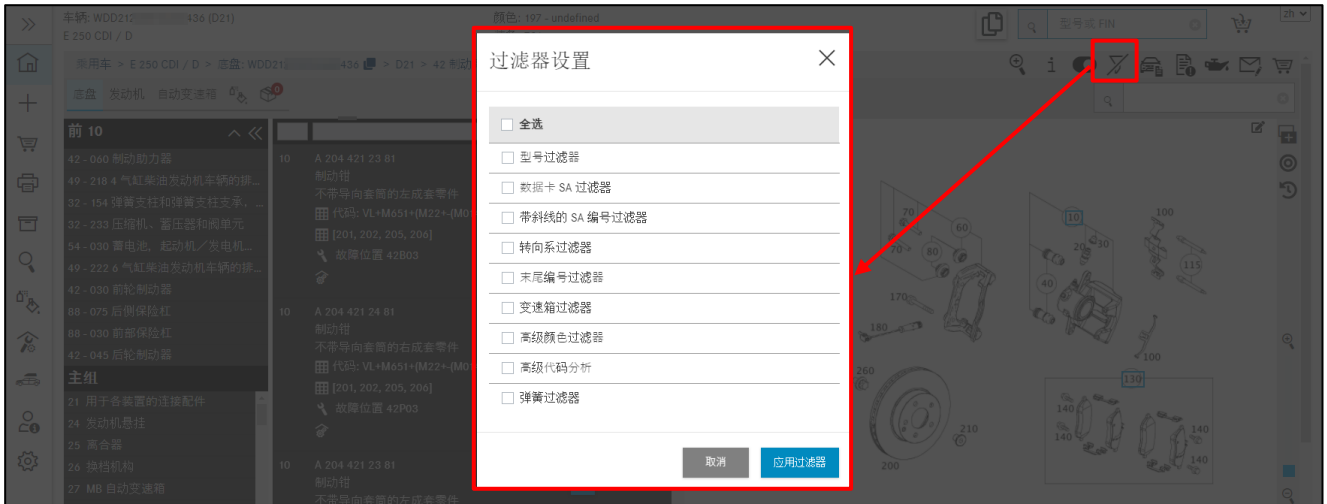 车辆: WDD212 436 (D21)
E 250 CDI / D
颜色: 197 - undefined
型号或 FIN
zh
乘用车 > E 250 CDI / D > 底盘: WDD21 436 > D21 > 42 制动
底盘 发动机 自动变速箱
0
前 10
42 - 060 制动助力器
49 - 218 4 气缸柴油发动机车辆的排...
32 - 154 弹簧支柱和弹簧支柱支承、...
32 - 233 压缩机、蓄压器和阀单元
54 - 030 蓄电池、起动机／发电机...
49 - 222 6 气缸柴油发动机车辆的排...
42 - 030 前轮制动器
88 - 075 后侧保险杠
88 - 030 前部保险杠
42 - 045 后轮制动器
主组
21 用于各装置的连接配件
24 发动机悬挂
25 离合器
26 换档机构
27 MB 自动变速箱
10 A 204 421 23 81
制动钳
不带导向套筒的左成套零件
代码: VL+M651+(M22+-(M01
[201, 202, 205, 206]
故障位置 42B03
10 A 204 421 24 81
制动钳
不带导向套筒的右成套零件
代码: VL+M651+(M22+-(M01
[201, 202, 205, 206]
故障位置 42P03
10 A 204 421 23 81
制动钳
不带导向套筒的左成套零件
过滤器设置
全选
型号过滤器
数据卡 SA 过滤器
带斜线的 SA 编号过滤器
转向系过滤器
末尾编号过滤器
变速箱过滤器
高级颜色过滤器
高级代码分析
弹簧过滤器
取消
应用过滤器
70
60
70
80
170
180
260
200
210
10
100
20
30
115
40
100
130
140
140
140
140